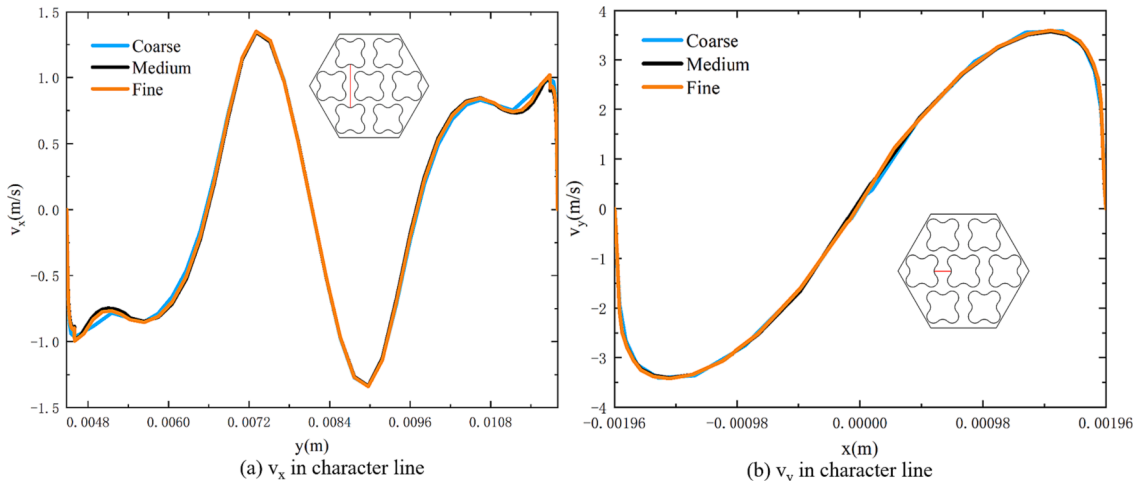 Coarse
Medium
Fine
1.5
1.0
0.5
0.0
-0.5
-1.0
-1.5
vx(m/s)
0.0048 0.0060 0.0072 0.0084 0.0096 0.0108
y(m)
(a) vx in character line
Coarse
Medium
Fine
4
3
2
1
0
-1
-2
-3
-4
vy(m/s)
-0.00196 -0.00098 0.00000 0.00098 0.00196
x(m)
(b) vy in character line